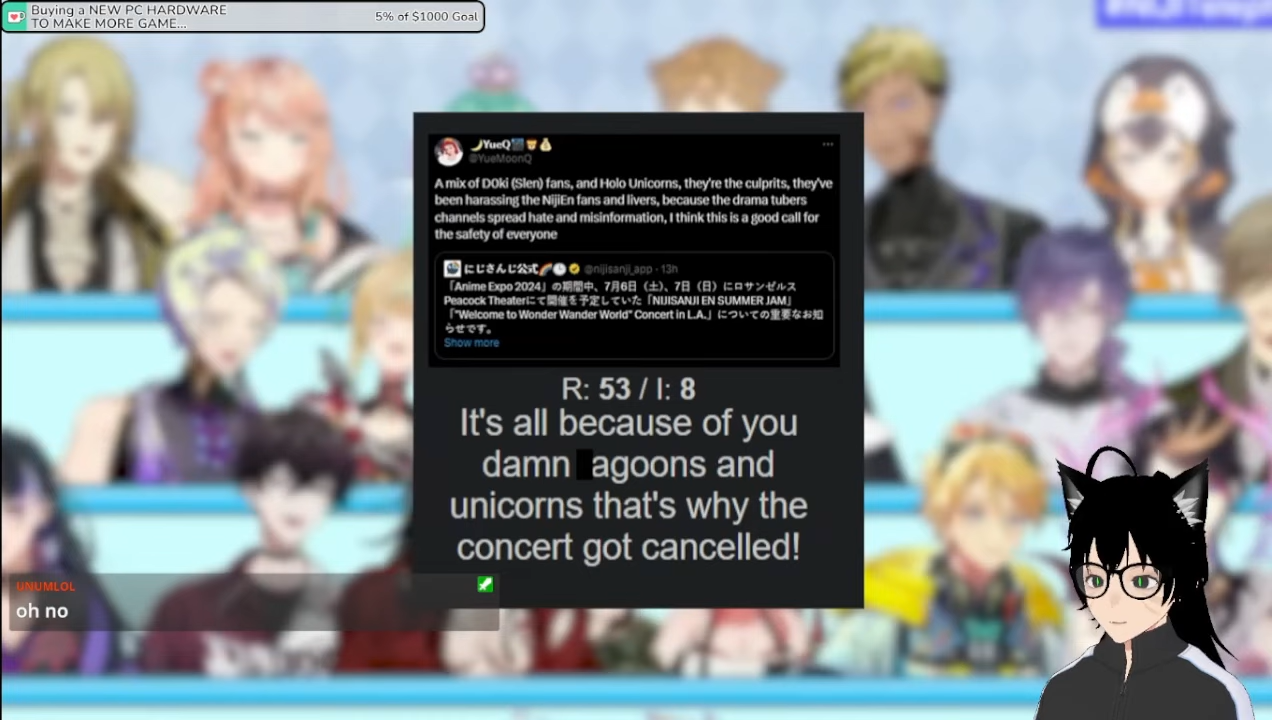 Buying a NEW PC HARDWARE
TO MAKE MORE GAME...
5% of $1000 Goal
YueQ
@YueMoonQ
A mix of D0ki (Slen) fans, and Holo Unicorns, they're the culprits, they've
been harassing the NijiEn fans and livers, because the drama tubers
channels spread hate and misinformation, I think this is a good call for
the safety of everyone
にじさんじ公式 @nijisanji_app · 13h
「Anime Expo 2024」の期間中、7月6日（土）、7日（日）にロサンゼルス
Peacock Theaterにて開催を予定していた「NIJISANJI EN SUMMER JAM」
「"Welcome to Wonder Wander World" Concert in L.A.」についての重要なお知
らせです。
Show more
R: 53 / I: 8
It's all because of you
damn agoons and
unicorns that's why the
concert got cancelled!
UNUMLOL
oh no